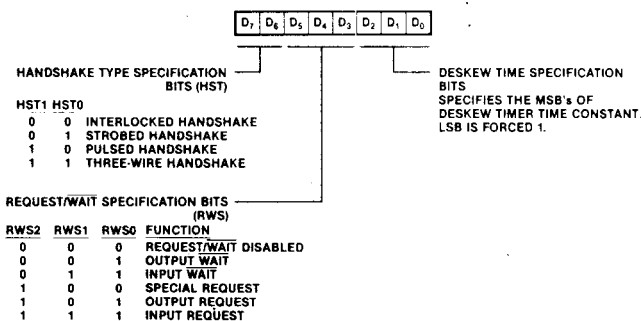 D7 D6 D5 D4 D3 D2 D1 D0
HANDSHAKE TYPE SPECIFICATION
BITS (HST)
HST1 HST0
0 0 INTERLOCKED HANDSHAKE
0 1 STROBED HANDSHAKE
1 0 PULSED HANDSHAKE
1 1 THREE-WIRE HANDSHAKE
DESKEW TIME SPECIFICATION
BITS
SPECIFIES THE MSB's OF
DESKEW TIMER TIME CONSTANT.
LSB IS FORCED 1.
REQUEST/WAIT SPECIFICATION BITS
(RWS)
RWS2 RWS1 RWS0 FUNCTION
0 0 0 REQUEST/WAIT DISABLED
0 0 1 OUTPUT WAIT
0 1 1 INPUT WAIT
1 0 0 SPECIAL REQUEST
1 0 1 OUTPUT REQUEST
1 1 1 INPUT REQUEST